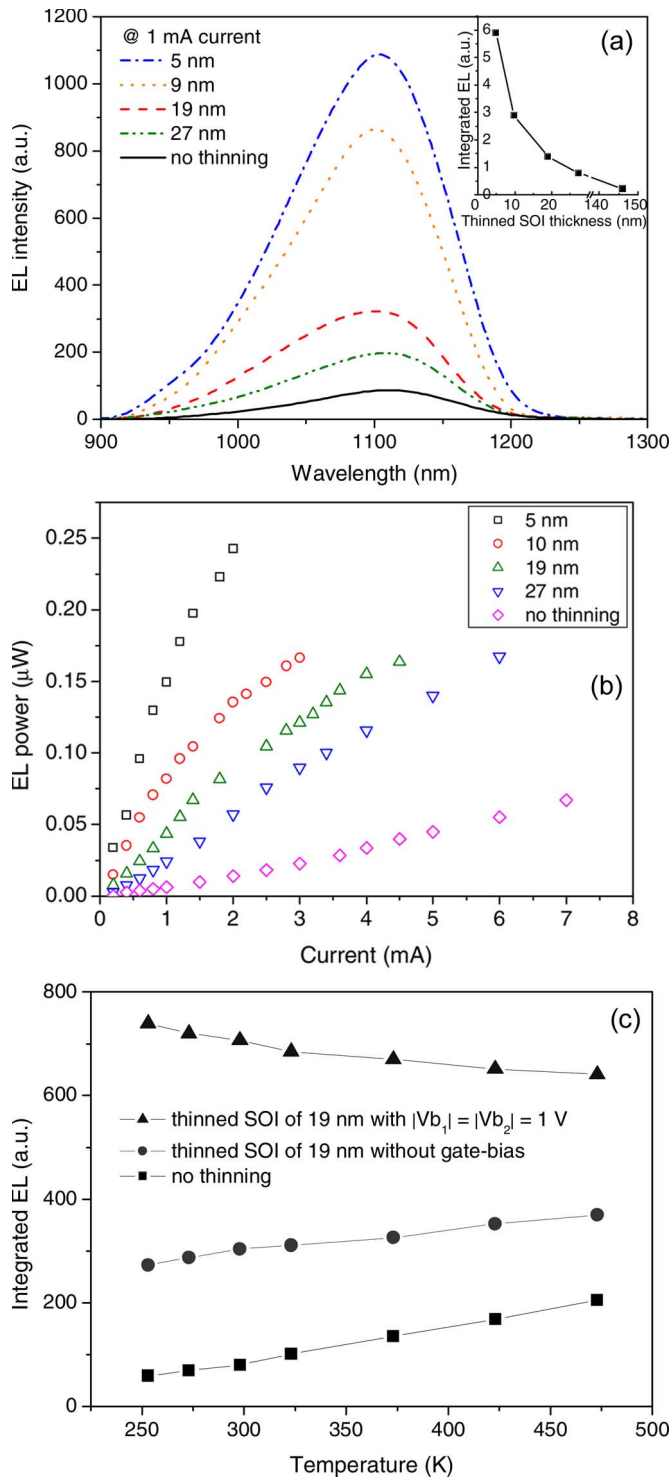 (a)
@ 1 mA current
5 nm
9 nm
19 nm
27 nm
no thinning
EL intensity (a.u.)
1200
1000
800
600
400
200
0
900
1000
1100
1200
1300
Wavelength (nm)
Integrated EL (a.u.)
6
5
4
3
2
1
0
10
20
140
150
Thinned SOI thickness (nm)
(b)
5 nm
10 nm
19 nm
27 nm
no thinning
EL power (μW)
0.25
0.20
0.15
0.10
0.05
0.00
0
1
2
3
4
5
6
7
8
Current (mA)
(c)
thinned SOI of 19 nm with |Vb₁| = |Vb₂| = 1 V
thinned SOI of 19 nm without gate-bias
no thinning
Integrated EL (a.u.)
800
600
400
200
0
250
300
350
400
450
500
Temperature (K)